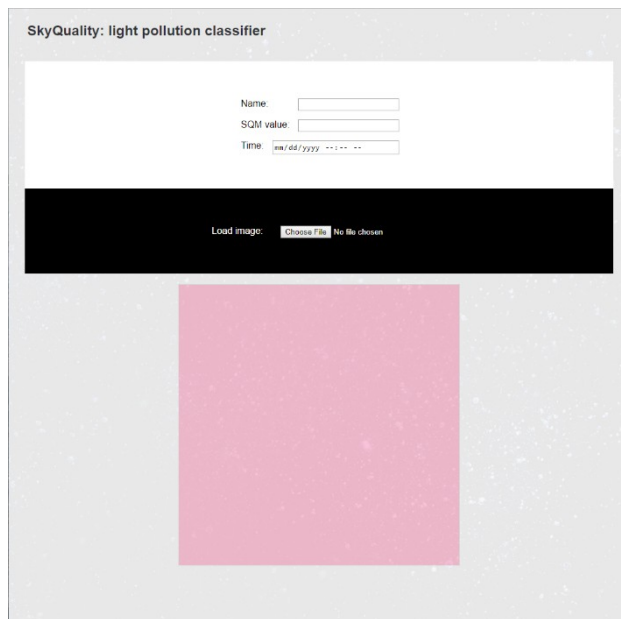 SkyQuality: light pollution classifier
Name:
SQM value:
Time: mm/dd/yyyy --:-- --
Load image: Choose File No file chosen